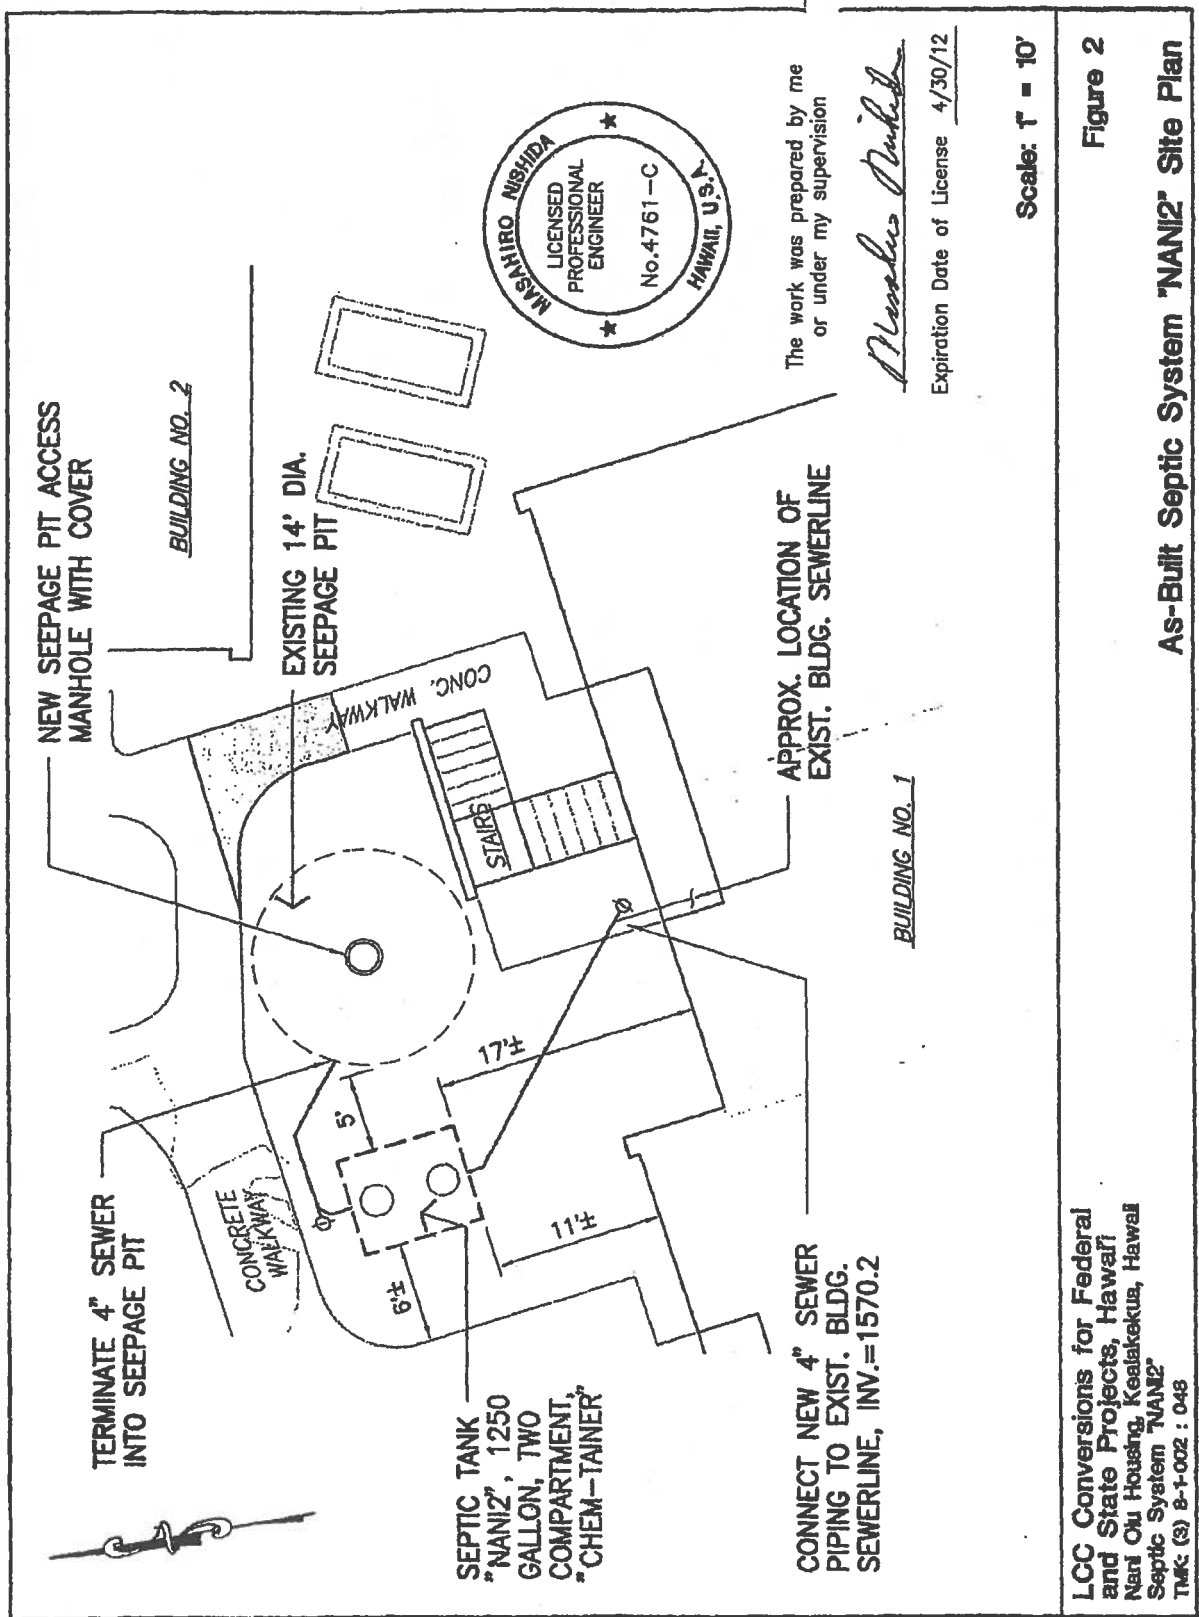 TERMINATE 4" SEWER
INTO SEEPAGE PIT
NEW SEEPAGE PIT ACCESS
MANHOLE WITH COVER
BUILDING NO. 2
EXISTING 14' DIA.
SEEPAGE PIT
CONCRETE
WALKWAY
CONC. WALKWAY
5'
6'±
17'±
11'±
STAIRS
SEPTIC TANK
"NANI2", 1250
GALLON, TWO
COMPARTMENT,
"CHEM-TAINER"
CONNECT NEW 4" SEWER
PIPING TO EXIST. BLDG.
SEWERLINE, INV.=1570.2
BUILDING NO. 1
APPROX. LOCATION OF
EXIST. BLDG. SEWERLINE
MASAHIRO NISHIDA
LICENSED
PROFESSIONAL
ENGINEER
No.4761-C
HAWAII, U.S.A.
The work was prepared by me
or under my supervision
Expiration Date of License 4/30/12
Scale: 1" = 10'
LCC Conversions for Federal
and State Projects, Hawai'i
Nani Olu Housing, Kealakekua, Hawaii
Septic System "NANI2"
TMK: (3) 8-1-002 : 048
Figure 2
As-Built Septic System "NANI2" Site Plan